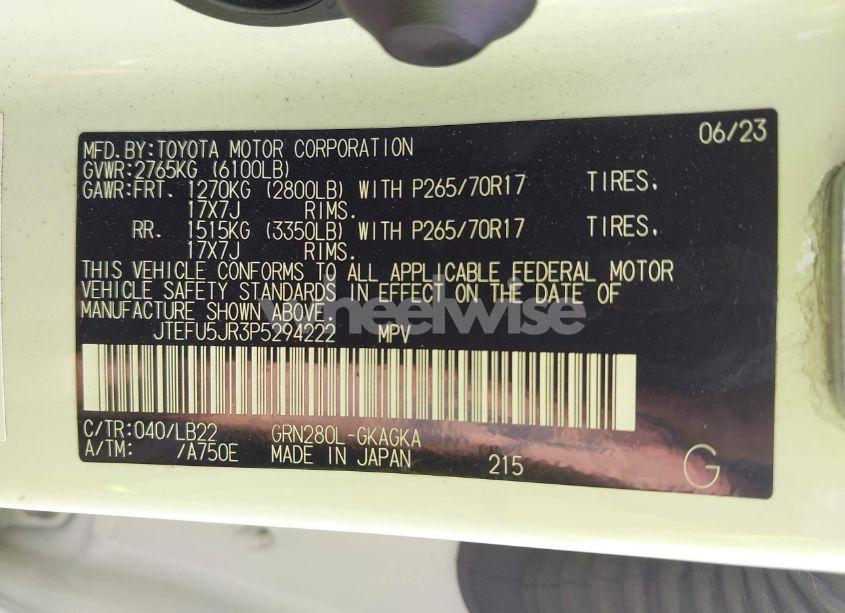 06/23
MFD.BY:TOYOTA MOTOR CORPORATION
GVWR:2765KG (6100LB)
GAWR:FRT. 1270KG (2800LB) WITH P265/70R17 TIRES.
17X7J RIMS.
RR. 1515KG (3350LB) WITH P265/70R17 TIRES.
17X7J RIMS.
THIS VEHICLE CONFORMS TO ALL APPLICABLE FEDERAL MOTOR
VEHICLE SAFETY STANDARDS IN EFFECT ON THE DATE OF
MANUFACTURE SHOWN ABOVE.
wheelwise
JTEFU5JR3P5294222 MPV
C/TR:040/LB22 GRN280L-GKAGKA
A/TM: /A750E MADE IN JAPAN 215 G